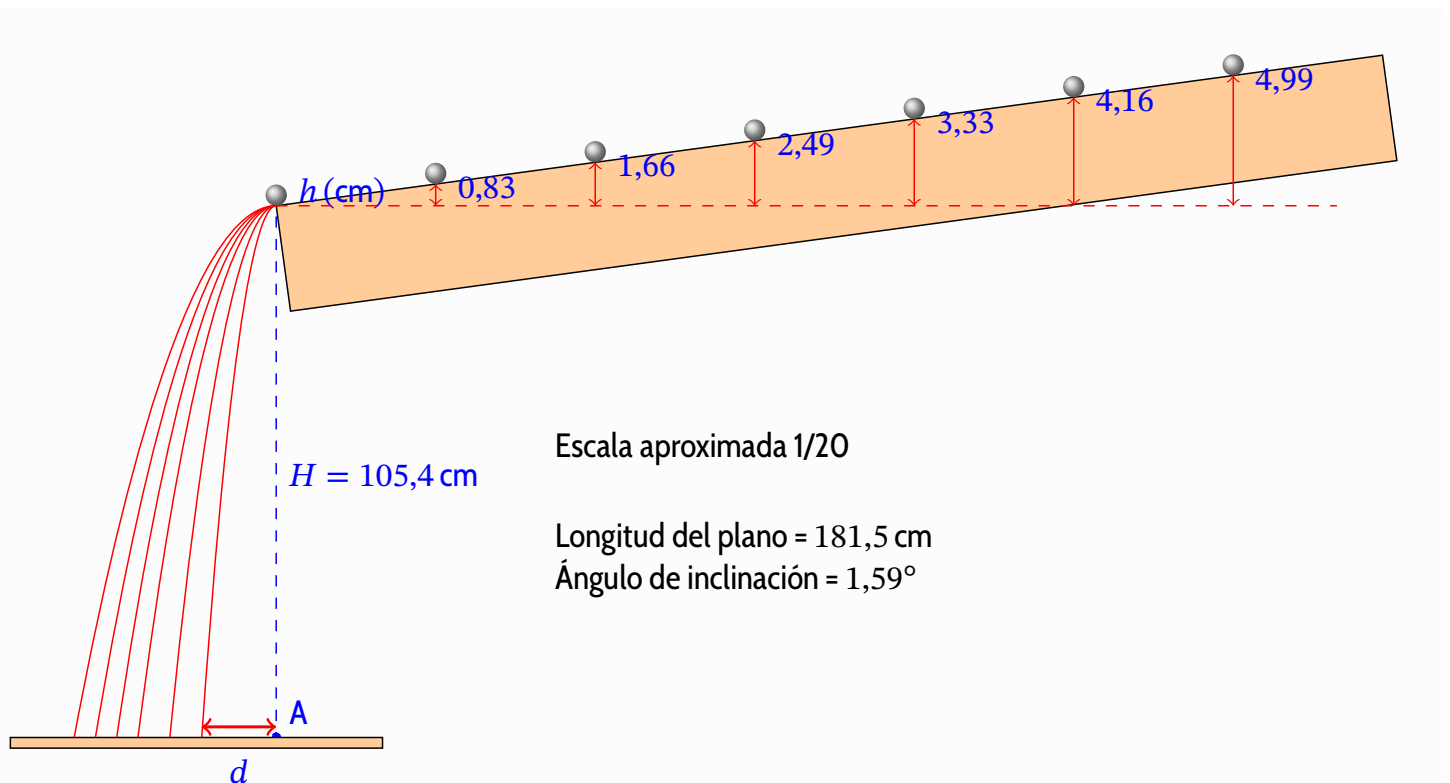 4,99
4,16
3,33
2,49
1,66
0,83
h (cm)
Escala aproximada 1/20
H = 105,4 cm
Longitud del plano = 181,5 cm
Ángulo de inclinación = 1,59°
A
d